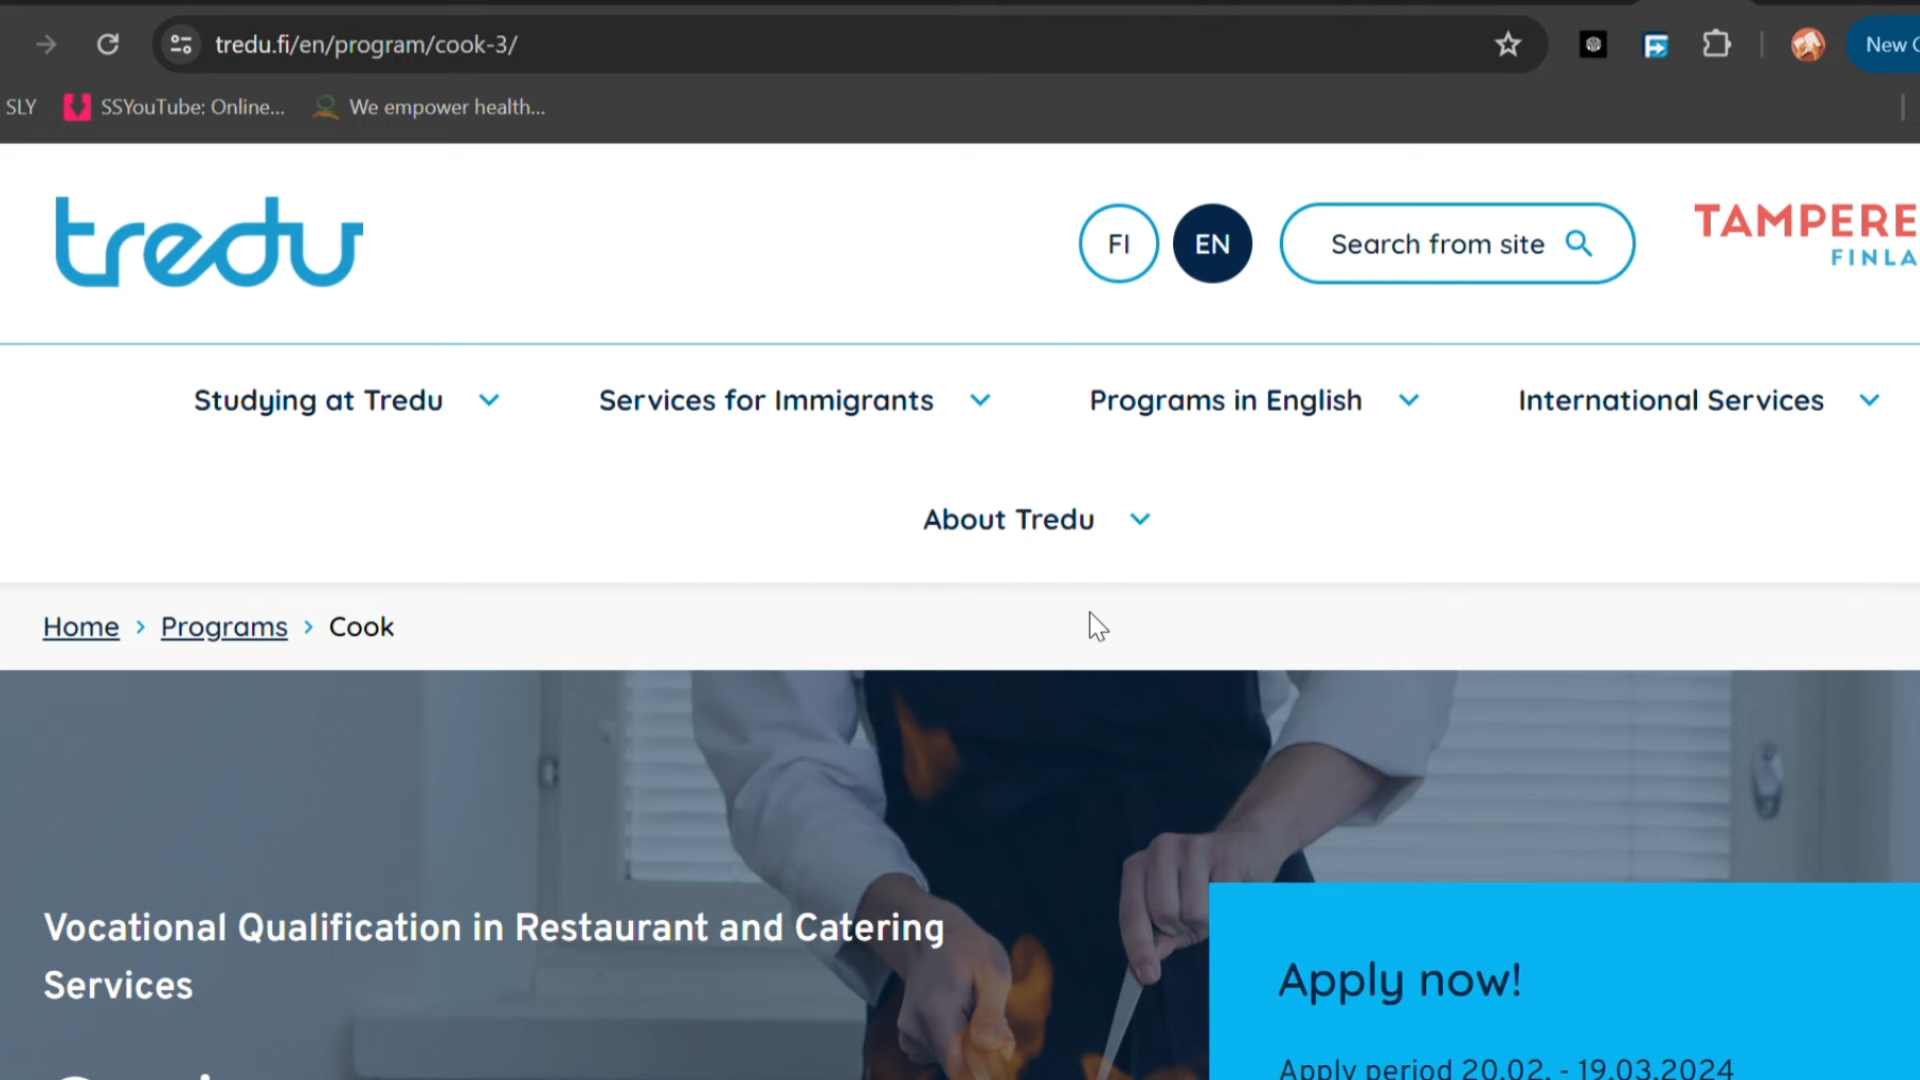 tredu.fi/en/program/cook-3/
New
SLY SSYouTube: Online... We empower health...
tredu
FI EN Search from site
TAMPERE
FINLA
Studying at Tredu Services for Immigrants Programs in English International Services
About Tredu
Home > Programs > Cook
Vocational Qualification in Restaurant and Catering
Services
Apply now!
Apply period 20.02. - 19.03.2024